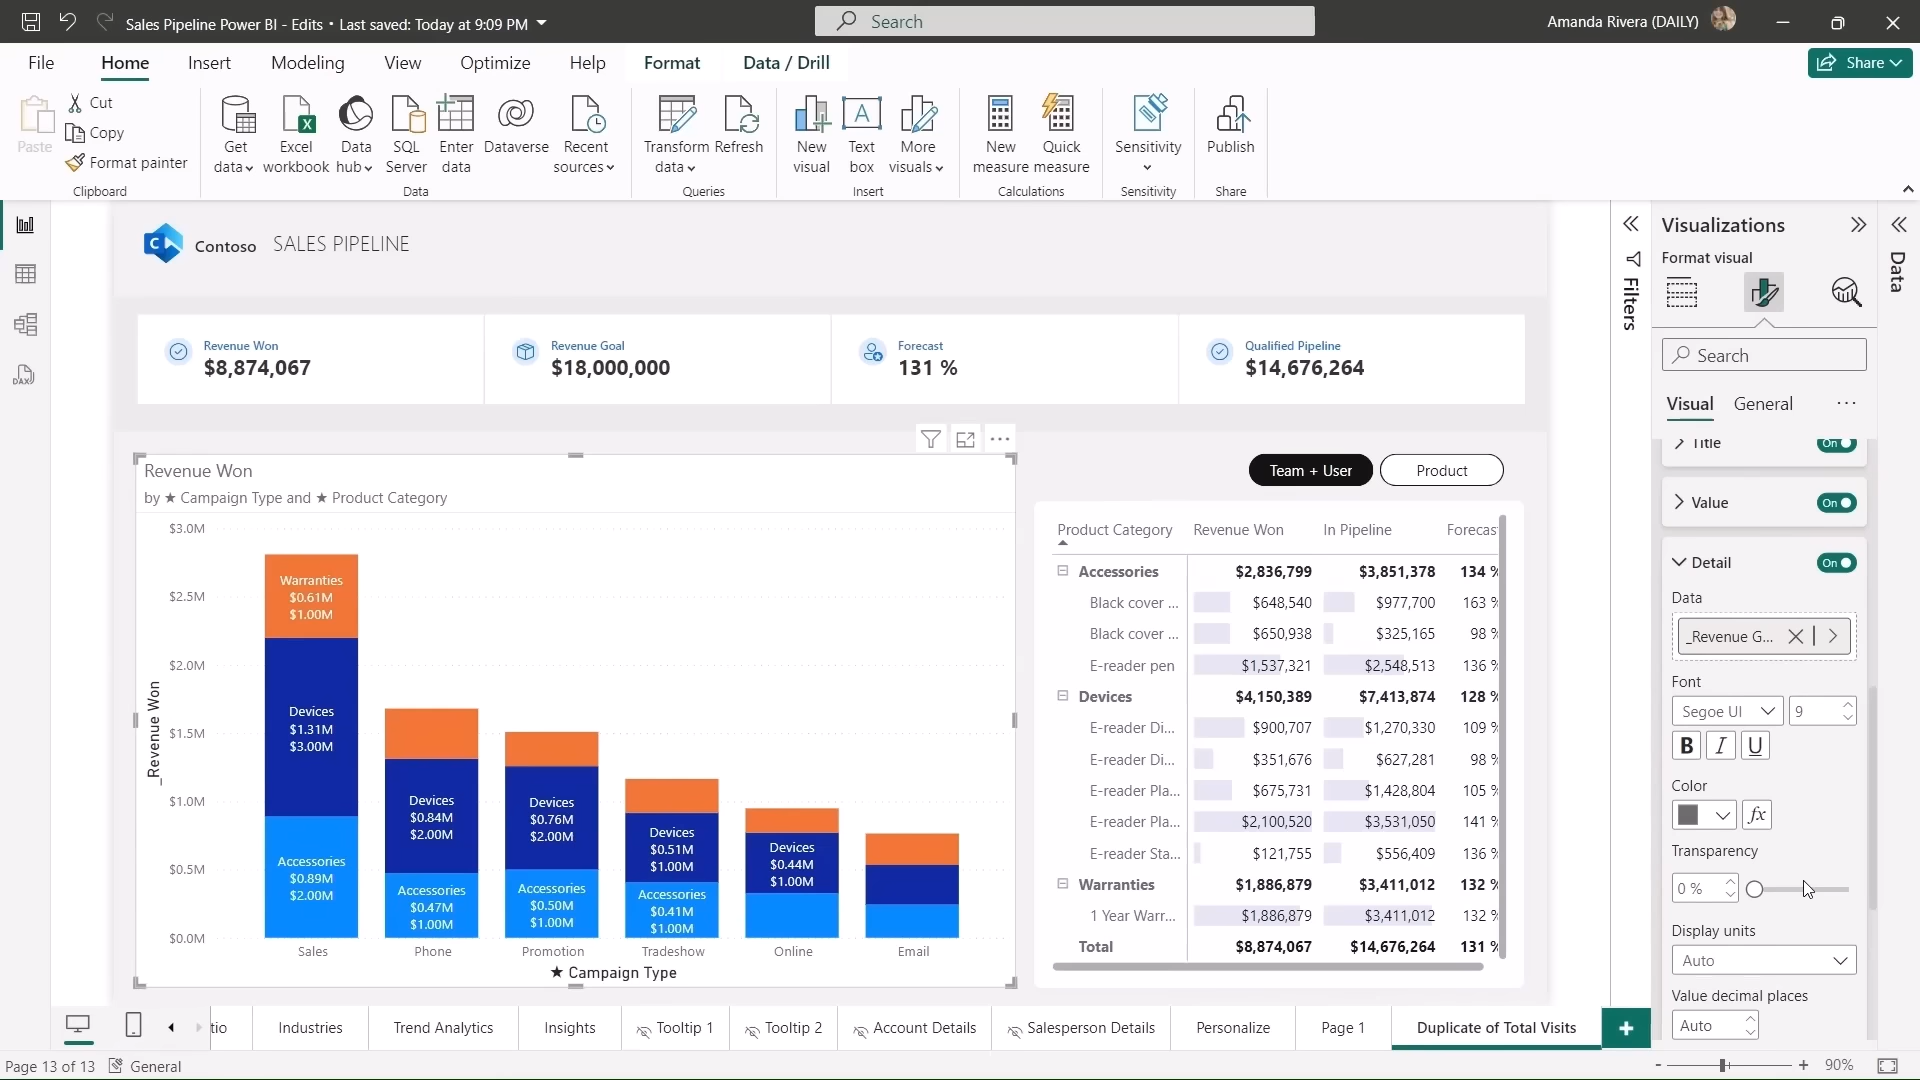 Sales Pipeline Power BI - Edits • Last saved: Today at 9:09 PM
Search
Amanda Rivera (DAILY)
File
Home
Insert
Modeling
View
Optimize
Help
Format
Data / Drill
Share
Paste
Cut
Copy
Format painter
Clipboard
Get data
Excel workbook
Data hub
SQL Server
Enter data
Dataverse
Recent sources
Data
Transform data
Refresh
Queries
New visual
Text box
More visuals
Insert
New measure
Quick measure
Calculations
Sensitivity
Sensitivity
Publish
Share
Contoso SALES PIPELINE
Revenue Won
$8,874,067
Revenue Goal
$18,000,000
Forecast
131 %
Qualified Pipeline
$14,676,264
Revenue Won
by ★ Campaign Type and ★ Product Category
_Revenue Won
$3.0M
$2.5M
$2.0M
$1.5M
$1.0M
$0.5M
$0.0M
Warranties
$0.61M
$1.00M
Devices
$1.31M
$3.00M
Accessories
$0.89M
$2.00M
Devices
$0.84M
$2.00M
Accessories
$0.47M
$1.00M
Devices
$0.76M
$2.00M
Accessories
$0.50M
$1.00M
Devices
$0.51M
$1.00M
Accessories
$0.41M
$1.00M
Devices
$0.44M
$1.00M
Sales
Phone
Promotion
Tradeshow
Online
Email
★ Campaign Type
Team + User
Product
Product Category Revenue Won In Pipeline Forecas
Accessories $2,836,799 $3,851,378 134 %
Black cover ... $648,540 $977,700 163 %
Black cover ... $650,938 $325,165 98 %
E-reader pen $1,537,321 $2,548,513 136 %
Devices $4,150,389 $7,413,874 128 %
E-reader Di... $900,707 $1,270,330 109 %
E-reader Di... $351,676 $627,281 98 %
E-reader Pla... $675,731 $1,428,804 105 %
E-reader Pla... $2,100,520 $3,531,050 141 %
E-reader Sta... $121,755 $556,409 136 %
Warranties $1,886,879 $3,411,012 132 %
1 Year Warr... $1,886,879 $3,411,012 132 %
Total $8,874,067 $14,676,264 131 %
Filters
Visualizations
Format visual
Search
Visual
General
...
Title On
Value On
Detail On
Data
_Revenue G...
Font
Segoe UI 9
B I U
Color
fx
Transparency
0 %
Display units
Auto
Value decimal places
Auto
Data
DAX
tio
Industries
Trend Analytics
Insights
Tooltip 1
Tooltip 2
Account Details
Salesperson Details
Personalize
Page 1
Duplicate of Total Visits
+
Page 13 of 13
General
- + 90%